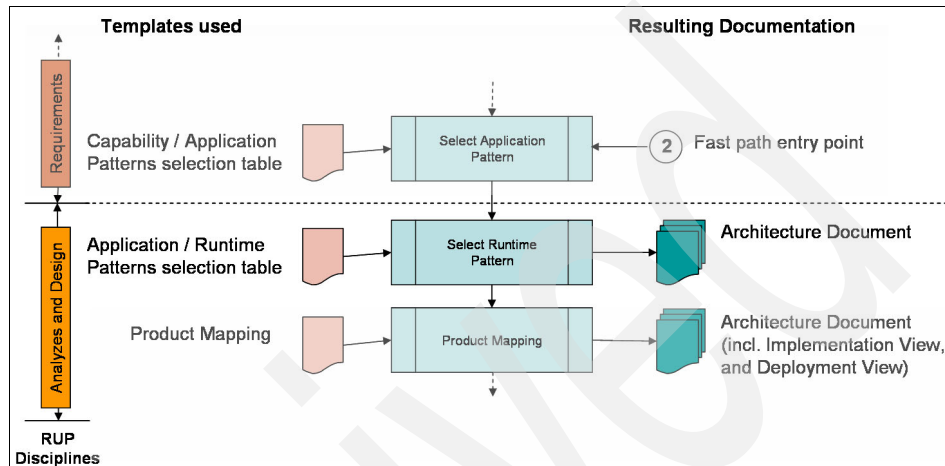 Templates used
Resulting Documentation
Requirements
Capability / Application
Patterns selection table
Select Application
Pattern
2
Fast path entry point
Analyzes and Design
Application / Runtime
Patterns selection table
Select Runtime
Pattern
Architecture Document
Product Mapping
Product Mapping
Architecture Document
(incl. Implementation View,
and Deployment View)
RUP
Disciplines